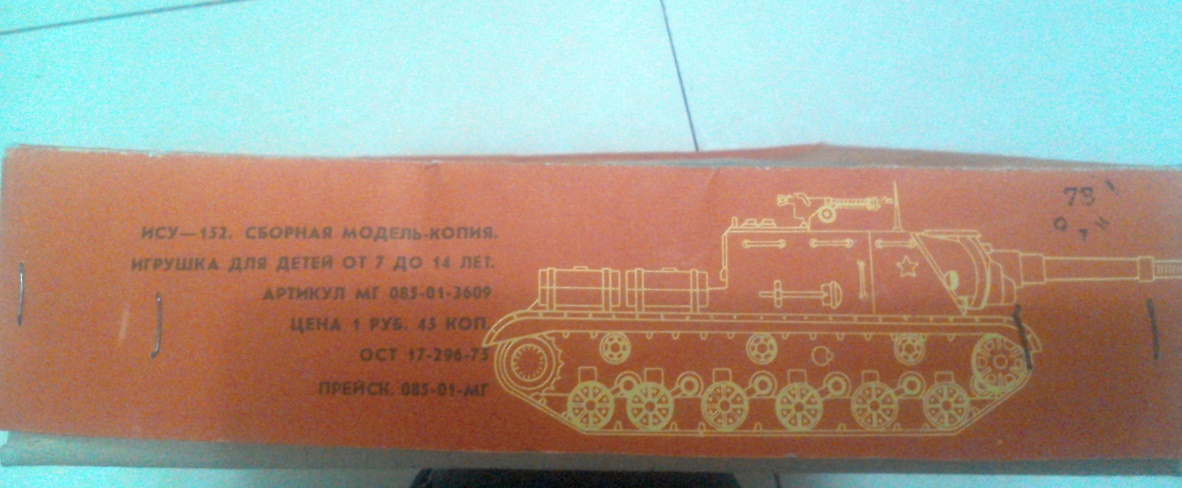 ИСУ—152. СБОРНАЯ МОДЕЛЬ-КОПИЯ.
ИГРУШКА ДЛЯ ДЕТЕЙ ОТ 7 ДО 14 ЛЕТ.
АРТИКУЛ МГ 085-01-3609
ЦЕНА 1 РУБ. 45 КОП.
ОСТ 17-296-75
ПРЕЙСК. 085-01-МГ